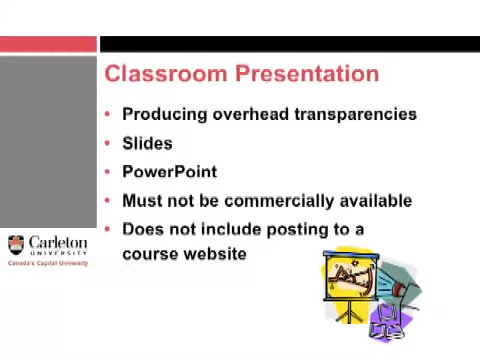 Classroom Presentation
• Producing overhead transparencies
• Slides
• PowerPoint
• Must not be commercially available
• Does not include posting to a
course website
Carleton
UNIVERSITY
Canada's Capital University